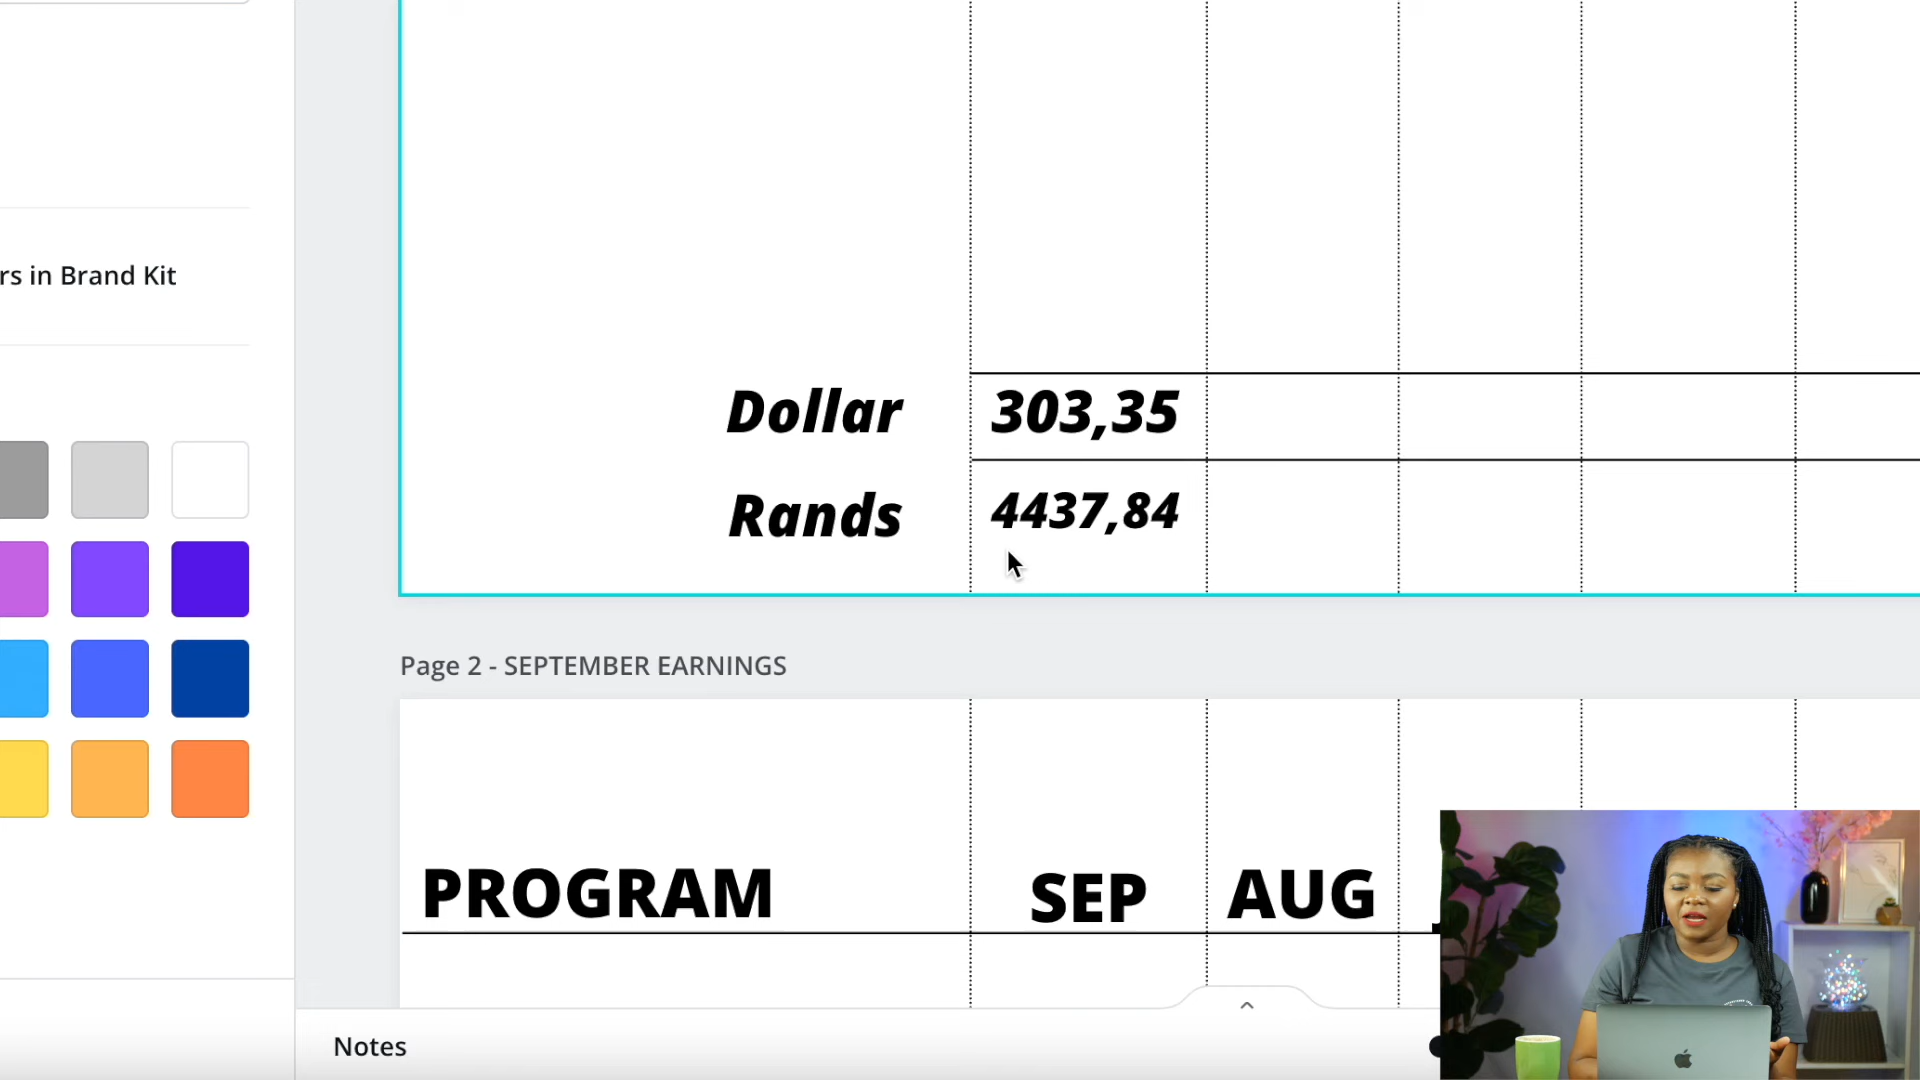 rs in Brand Kit
Dollar 303,35
Rands 4437,84
Page 2 - SEPTEMBER EARNINGS
PROGRAM SEP AUG
Notes